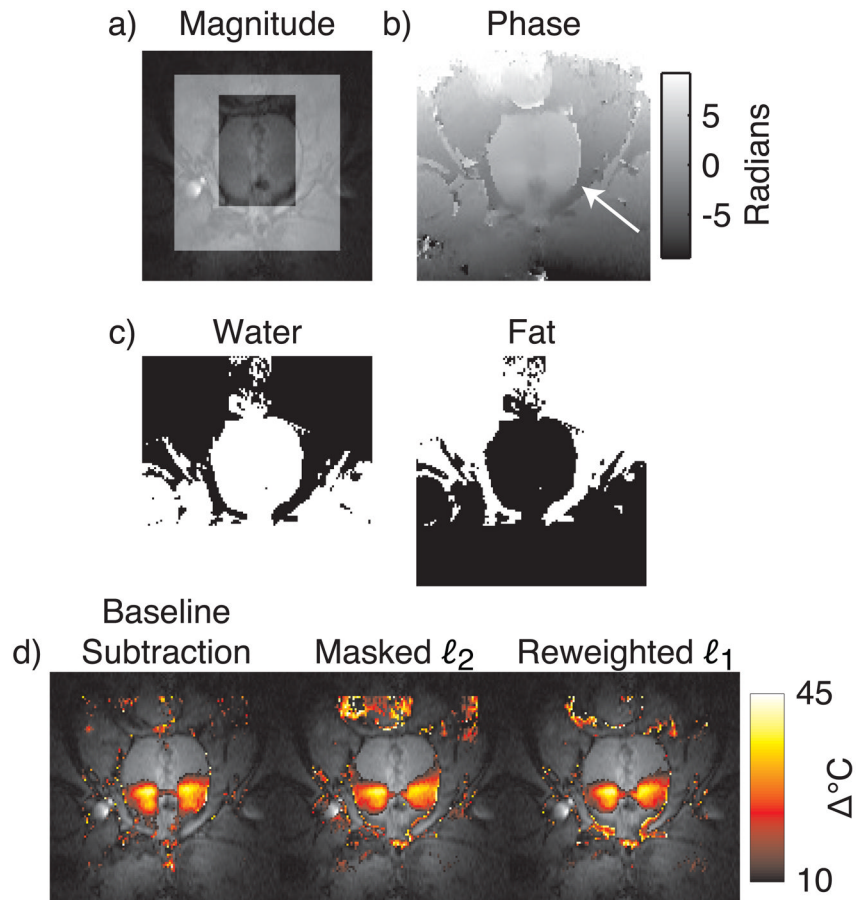 a) Magnitude
b) Phase
5
0
-5
Radians
c) Water
Fat
d) Baseline Subtraction
Masked ℓ2
Reweighted ℓ1
45
10
Δ°C